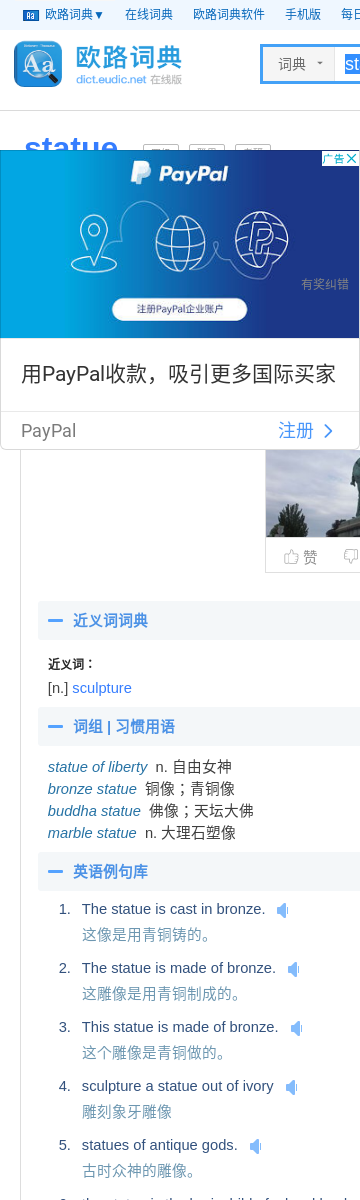 欧路词典▼ 在线词典 欧路词典软件 手机版 每日
欧路词典
dict.eudic.net 在线版
词典 st
statue
广告
PayPal
有奖纠错
注册PayPal企业账户
用PayPal收款，吸引更多国际买家
PayPal 注册
赞
近义词词典
近义词：
[n.] sculpture
词组 | 习惯用语
statue of liberty n. 自由女神
bronze statue 铜像；青铜像
buddha statue 佛像；天坛大佛
marble statue n. 大理石塑像
英语例句库
1. The statue is cast in bronze.
这像是用青铜铸的。
2. The statue is made of bronze.
这雕像是用青铜制成的。
3. This statue is made of bronze.
这个雕像是青铜做的。
4. sculpture a statue out of ivory
雕刻象牙雕像
5. statues of antique gods.
古时众神的雕像。